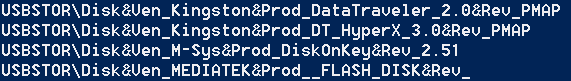 USBSTOR\Disk&Ven_Kingston&Prod_DataTraveler_2.0&Rev_PMAP
USBSTOR\Disk&Ven_Kingston&Prod_DT_HyperX_3.0&Rev_PMAP
USBSTOR\Disk&Ven_M-Sys&Prod_DiskOnKey&Rev_2.51
USBSTOR\Disk&Ven_MEDIATEK&Prod__FLASH_DISK&Rev_